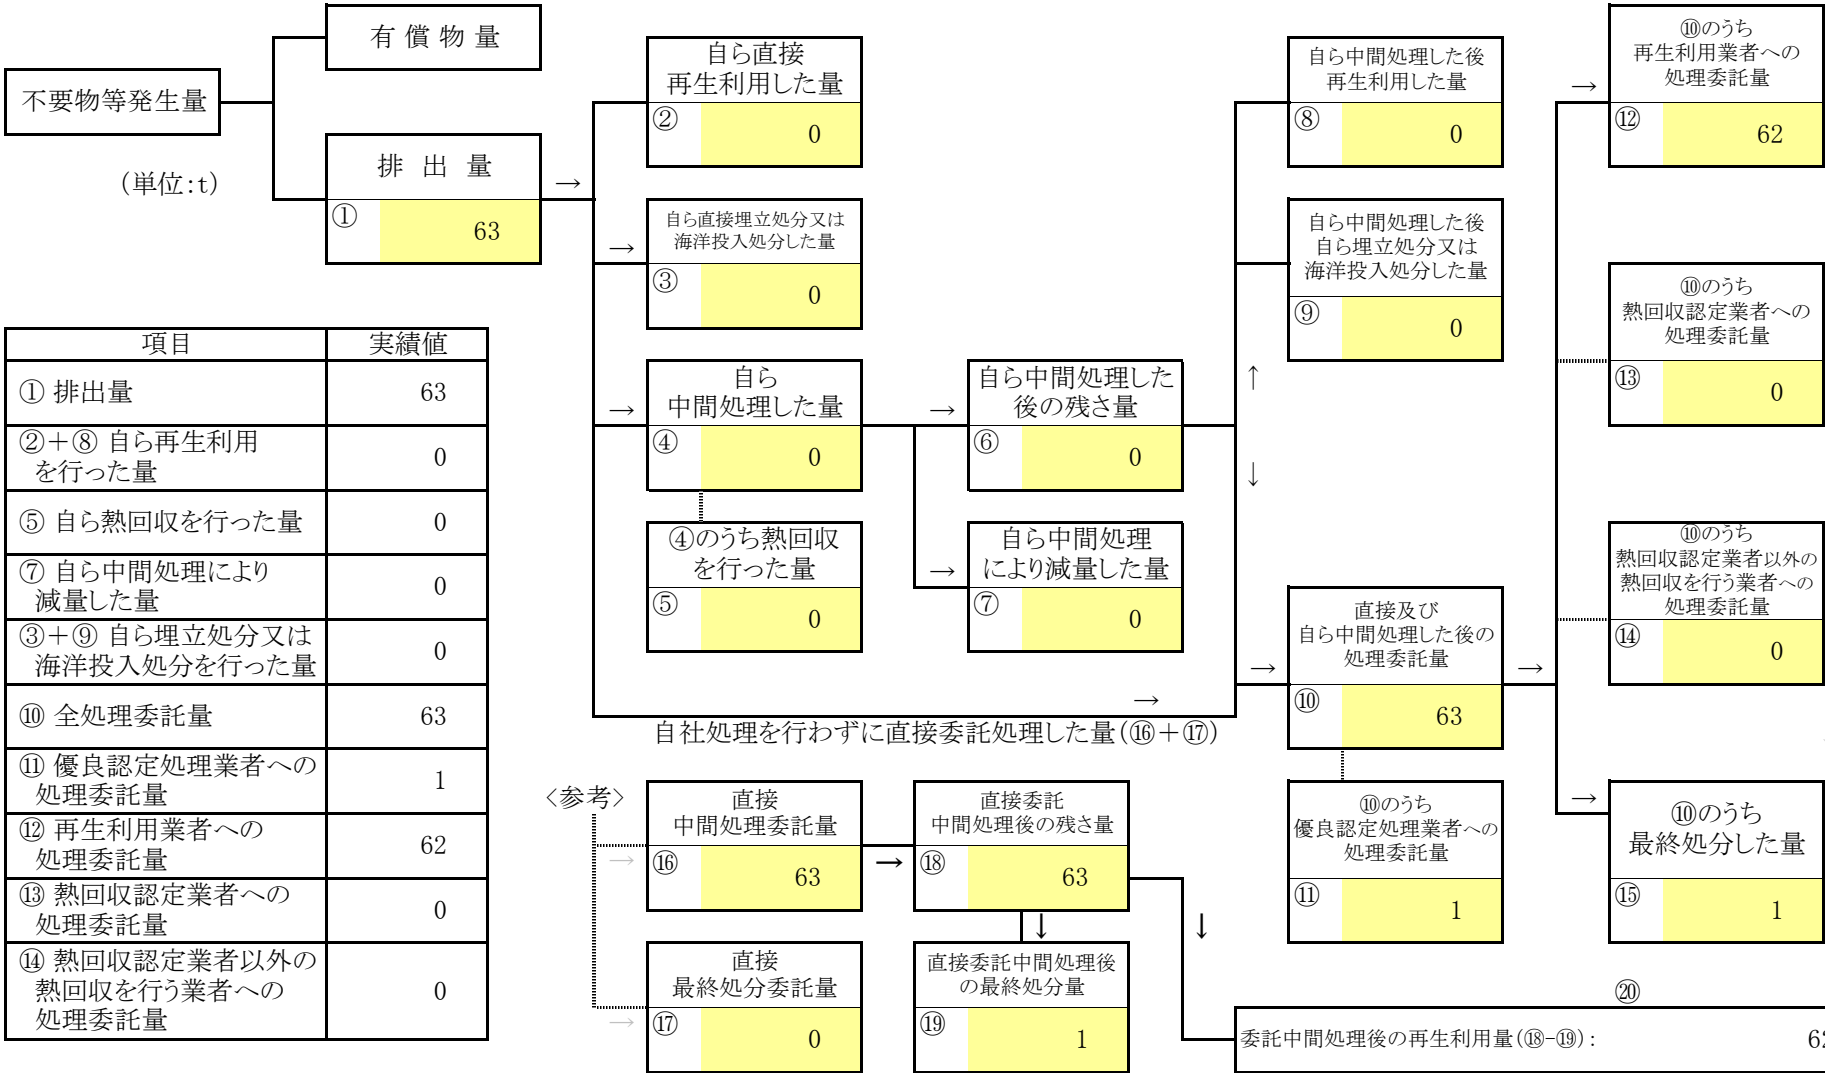 有 償 物 量
不要物等発生量
(単位:t)
排 出 量
→
①
63
自ら直接
再生利用した量
②
0
→
自ら直接埋立処分又は
海洋投入処分した量
③
0
→
自ら
中間処理した量
④
0
④のうち熱回収
を行った量
⑤
0
→
自ら中間処理した
後の残さ量
⑥
0
→
自ら中間処理
により減量した量
⑦
0
↑
↓
自ら中間処理した後
再生利用した量
⑧
0
自ら中間処理した後
自ら埋立処分又は
海洋投入処分した量
⑨
0
→
自社処理を行わずに直接委託処理した量(⑯+⑰)
→
直接及び
自ら中間処理した後の
処理委託量
⑩
63
→
⑩のうち
優良認定処理業者への
処理委託量
⑪
1
→
⑩のうち
再生利用業者への
処理委託量
⑫
62
⑩のうち
熱回収認定業者への
処理委託量
⑬
0
⑩のうち
熱回収認定業者以外の
熱回収を行う業者への
処理委託量
⑭
0
→
⑩のうち
最終処分した量
⑮
1
項目 実績値
① 排出量 63
②+⑧ 自ら再生利用
を行った量 0
⑤ 自ら熱回収を行った量 0
⑦ 自ら中間処理により
減量した量 0
③+⑨ 自ら埋立処分又は
海洋投入処分を行った量 0
⑩ 全処理委託量 63
⑪ 優良認定処理業者への
処理委託量 1
⑫ 再生利用業者への
処理委託量 62
⑬ 熱回収認定業者への
処理委託量 0
⑭ 熱回収認定業者以外の
熱回収を行う業者への
処理委託量 0
〈参考〉
→
直接
中間処理委託量
⑯
63
→
直接委託
中間処理後の残さ量
⑱
63
→
直接
最終処分委託量
⑰
0
↓
直接委託中間処理後
の最終処分量
⑲
1
↓
⑳
委託中間処理後の再生利用量(⑱-⑲): 62